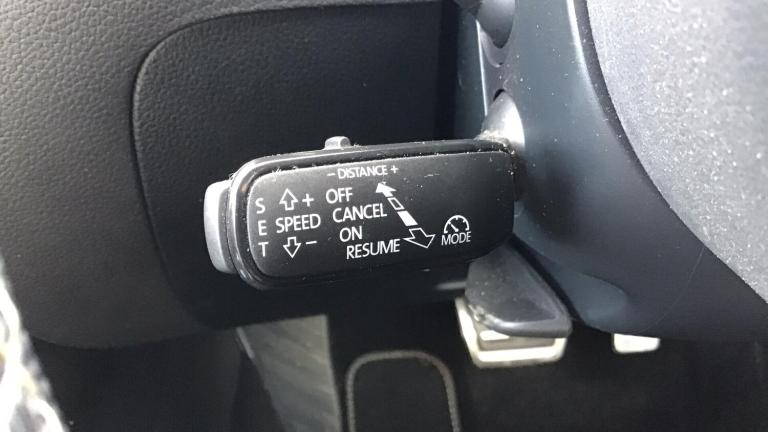 − DISTANCE +
S + OFF
E SPEED CANCEL
T − ON
RESUME MODE